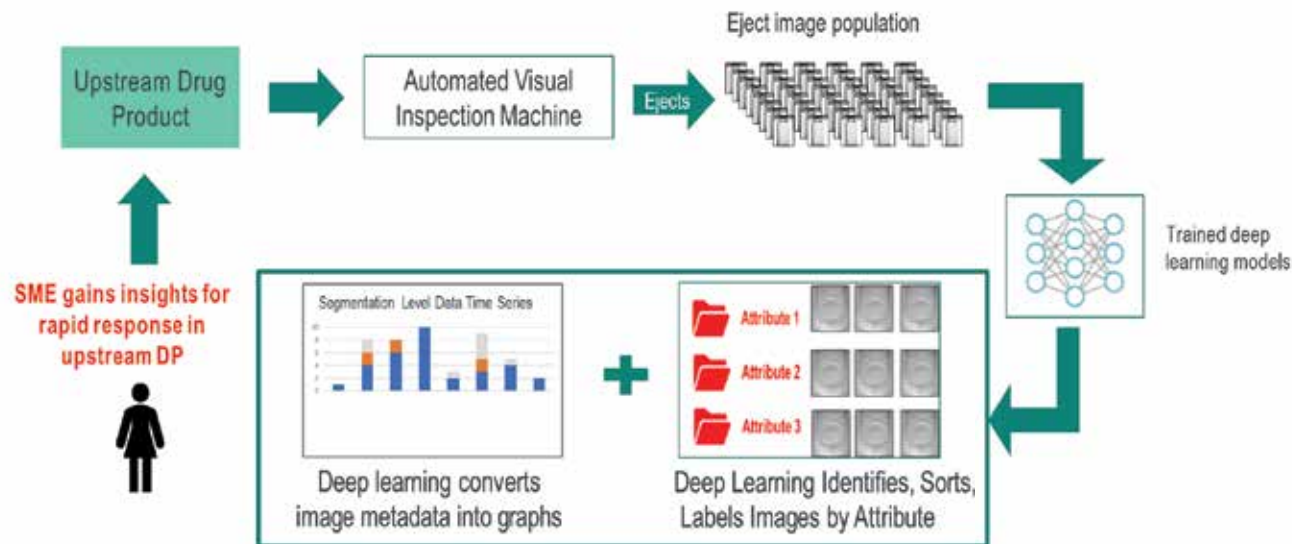 Eject image population
Upstream Drug
Product
Automated Visual
Inspection Machine
Ejects
Trained deep
learning models
SME gains insights for
rapid response in
upstream DP
Segmentation Level Data Time Series
Attribute 1
Attribute 2
Attribute 3
Deep learning converts
image metadata into graphs
Deep Learning Identifies, Sorts,
Labels Images by Attribute